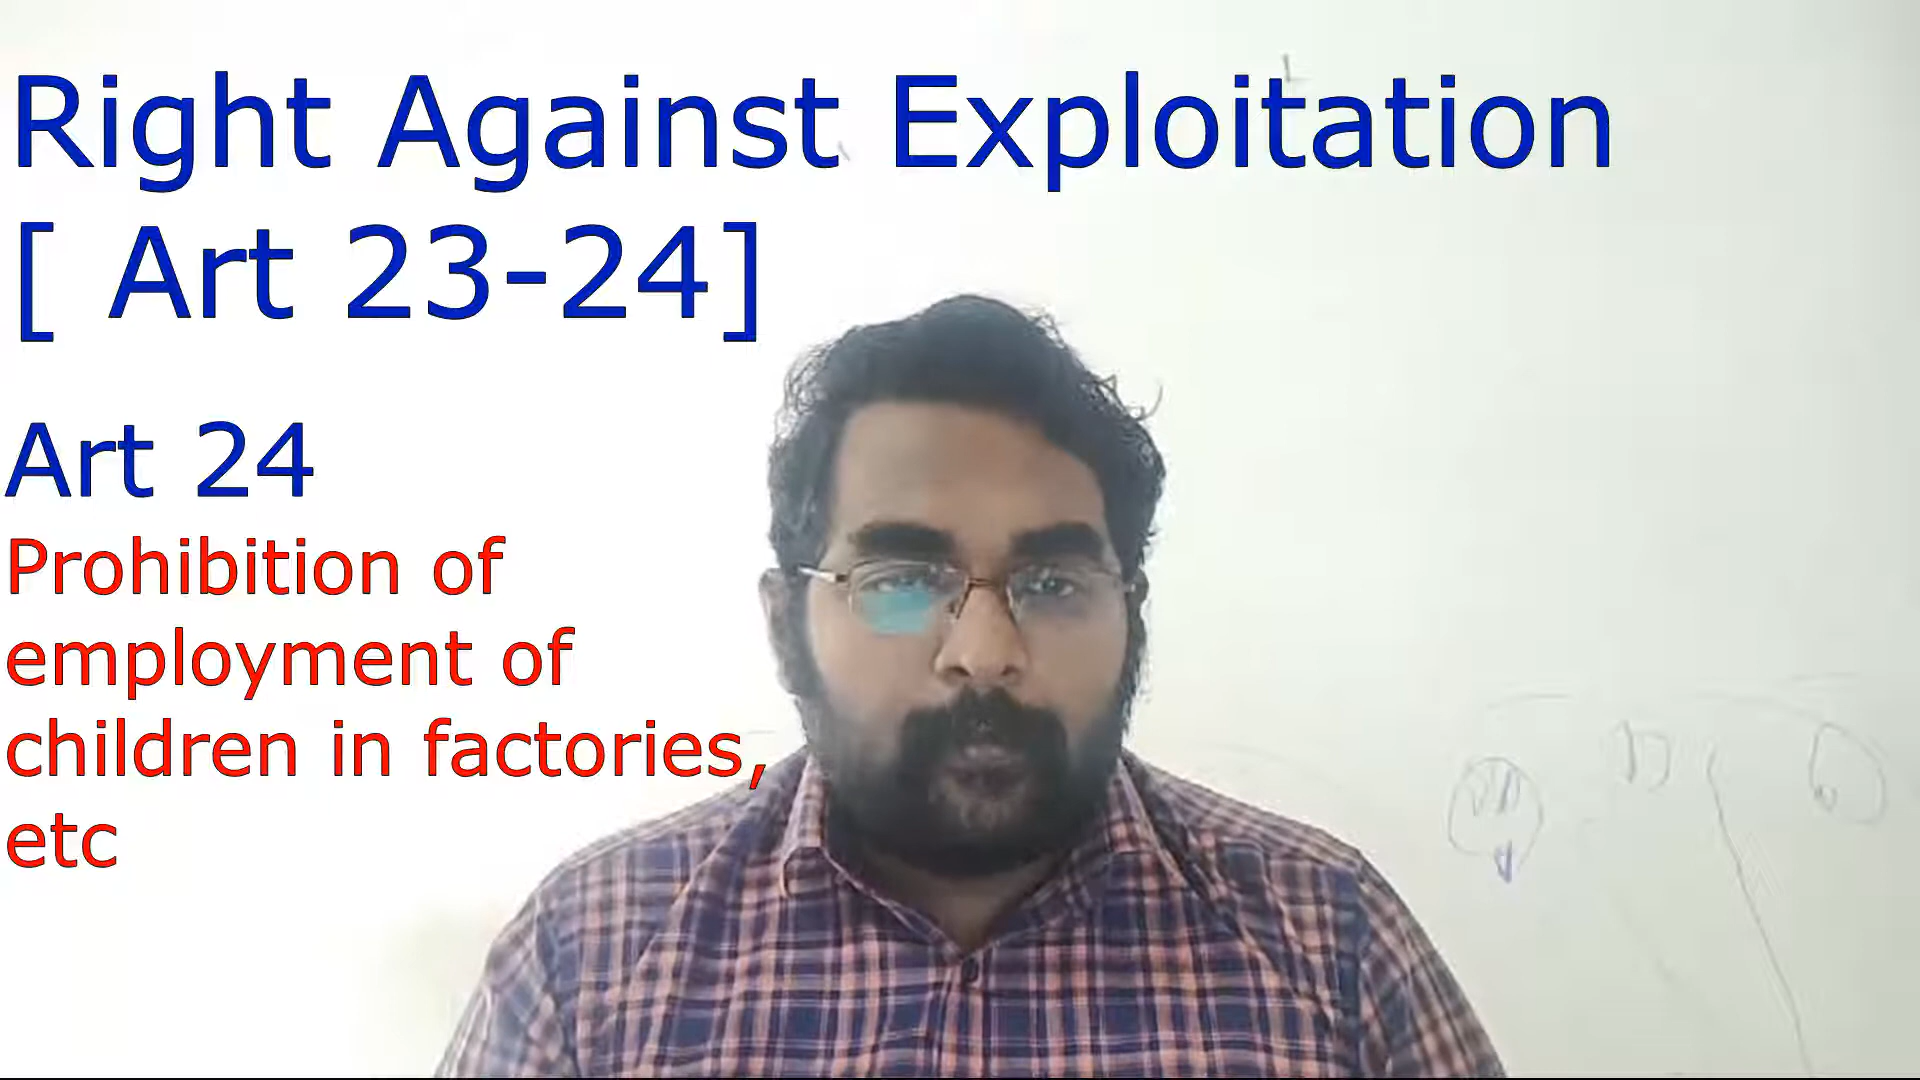 Right Against Exploitation
[ Art 23-24]
Art 24
Prohibition of
employment of
children in factories,
etc